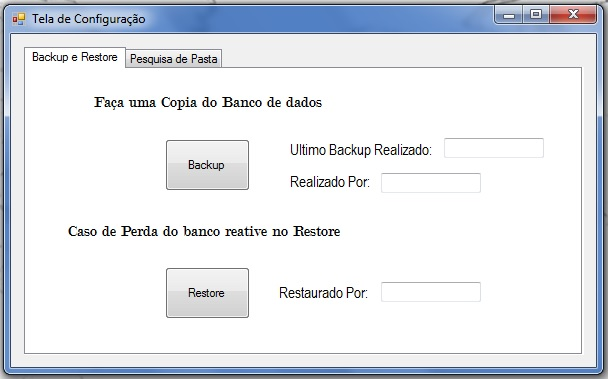 Tela de Configuração
Backup e Restore
Pesquisa de Pasta
Faça uma Copia do Banco de dados
Backup
Ultimo Backup Realizado:
Realizado Por:
Caso de Perda do banco reative no Restore
Restore
Restaurado Por: